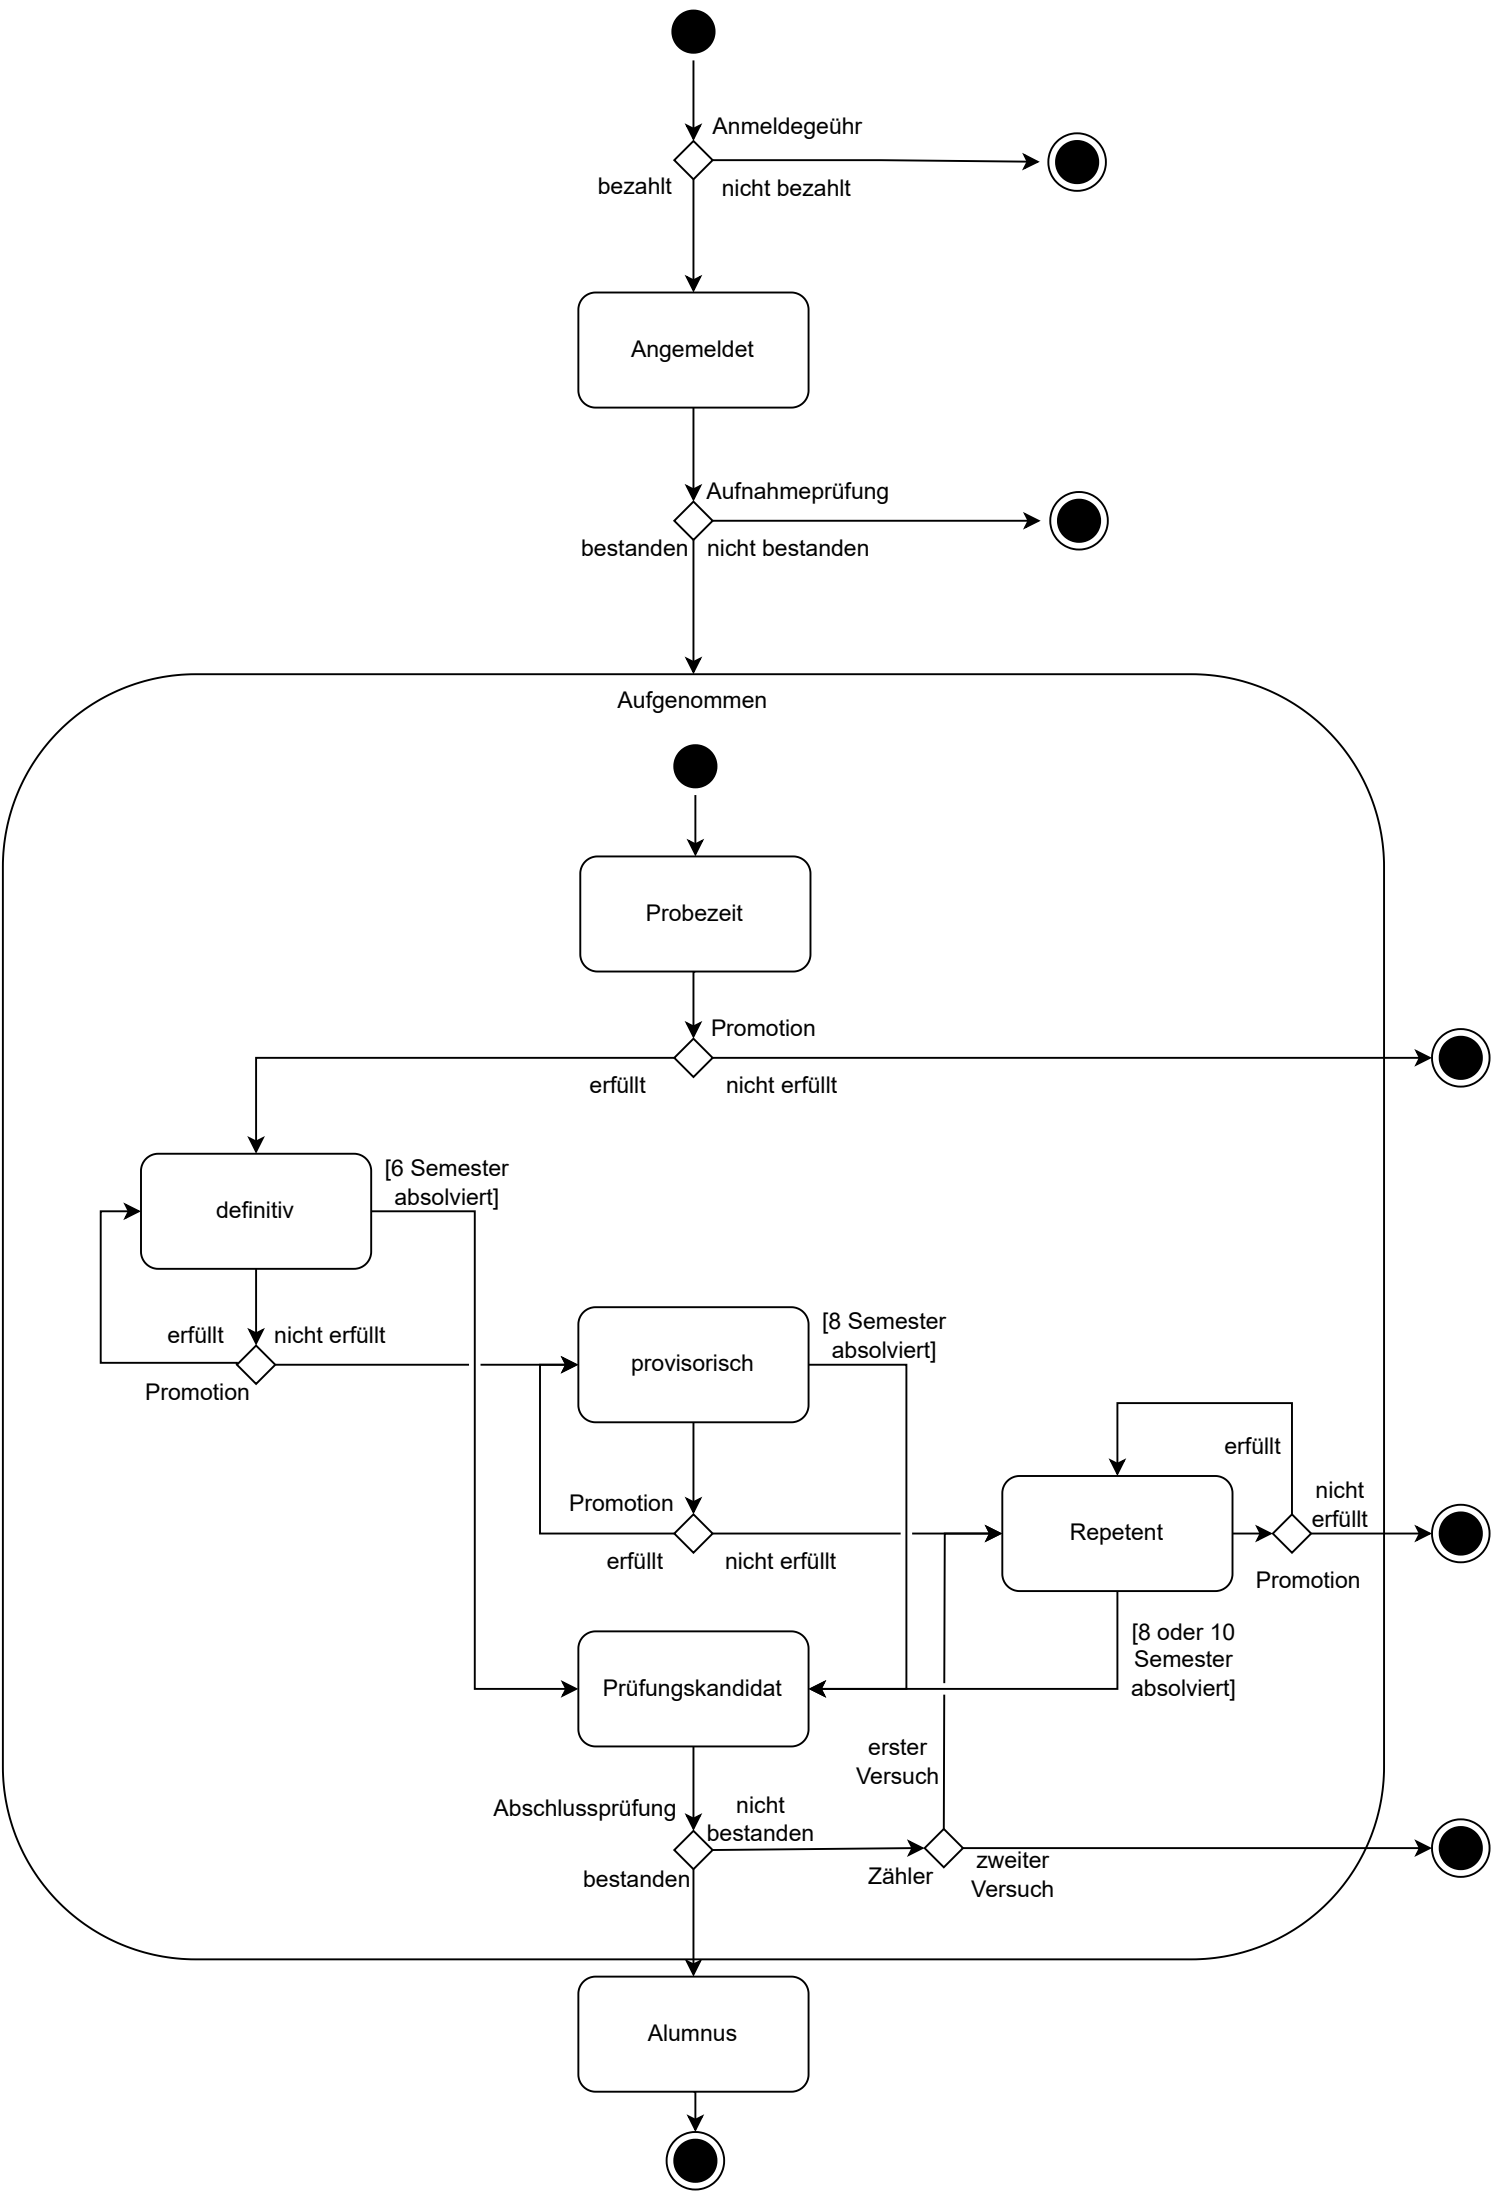 Anmeldegeühr
bezahlt
nicht bezahlt
Angemeldet
Aufnahmeprüfung
bestanden
nicht bestanden
Aufgenommen
Probezeit
Promotion
erfüllt
nicht erfüllt
definitiv
[6 Semester
absolviert]
erfüllt
nicht erfüllt
Promotion
provisorisch
[8 Semester
absolviert]
Promotion
erfüllt
nicht erfüllt
Repetent
erfüllt
nicht
erfüllt
Promotion
[8 oder 10
Semester
absolviert]
Prüfungskandidat
erster
Versuch
Abschlussprüfung
nicht
bestanden
bestanden
Zähler
zweiter
Versuch
Alumnus